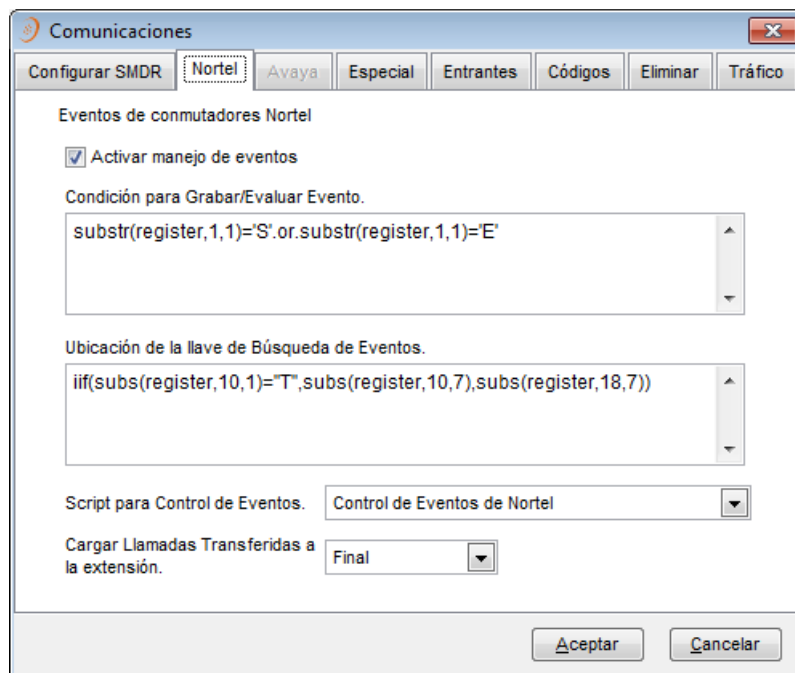 Comunicaciones
Configurar SMDR Nortel Avaya Especial Entrantes Códigos Eliminar Tráfico
Eventos de conmutadores Nortel
Activar manejo de eventos
Condición para Grabar/Evaluar Evento.
substr(register,1,1)='S'.or.substr(register,1,1)='E'
Ubicación de la llave de Búsqueda de Eventos.
iif(subs(register,10,1)="T",subs(register,10,7),subs(register,18,7))
Script para Control de Eventos. Control de Eventos de Nortel
Cargar Llamadas Transferidas a
la extensión. Final
Aceptar Cancelar